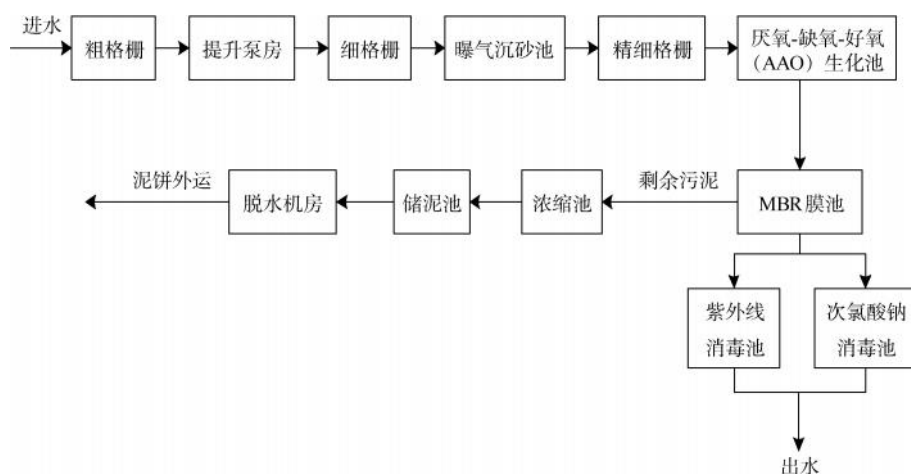 进水
粗格栅
提升泵房
细格栅
曝气沉砂池
精细格栅
厌氧-缺氧-好氧
（AAO）生化池
泥饼外运
脱水机房
储泥池
浓缩池
剩余污泥
MBR膜池
紫外线
消毒池
次氯酸钠
消毒池
出水